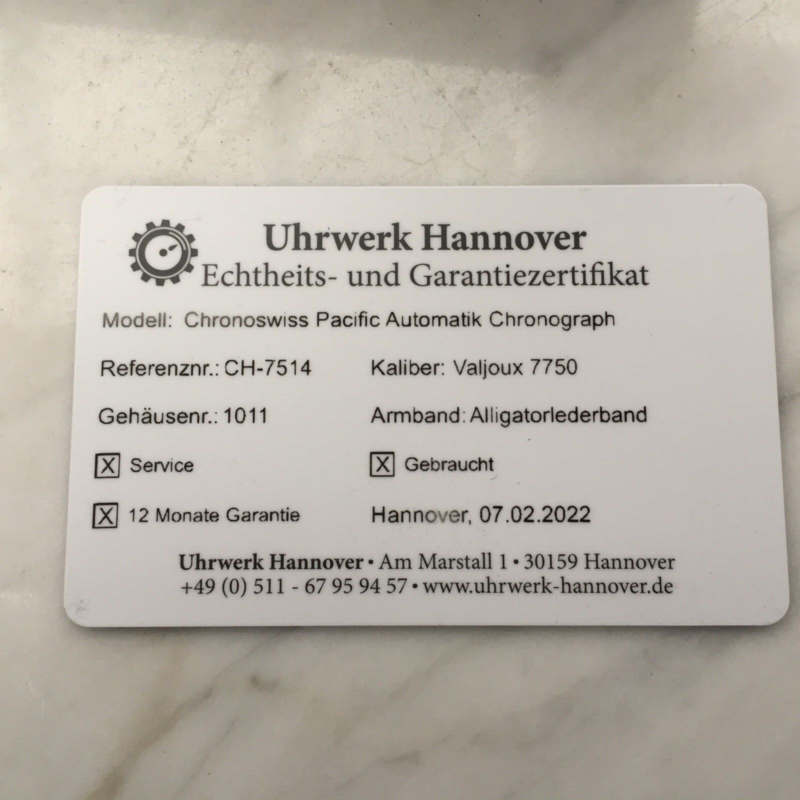 Uhrwerk Hannover
Echtheits- und Garantiezertifikat
Modell: Chronoswiss Pacific Automatik Chronograph
Referenznr.: CH-7514 Kaliber: Valjoux 7750
Gehäusenr.: 1011 Armband: Alligatorlederband
X Service X Gebraucht
X 12 Monate Garantie Hannover, 07.02.2022
Uhrwerk Hannover • Am Marstall 1 • 30159 Hannover
+49 (0) 511 - 67 95 94 57 • www.uhrwerk-hannover.de